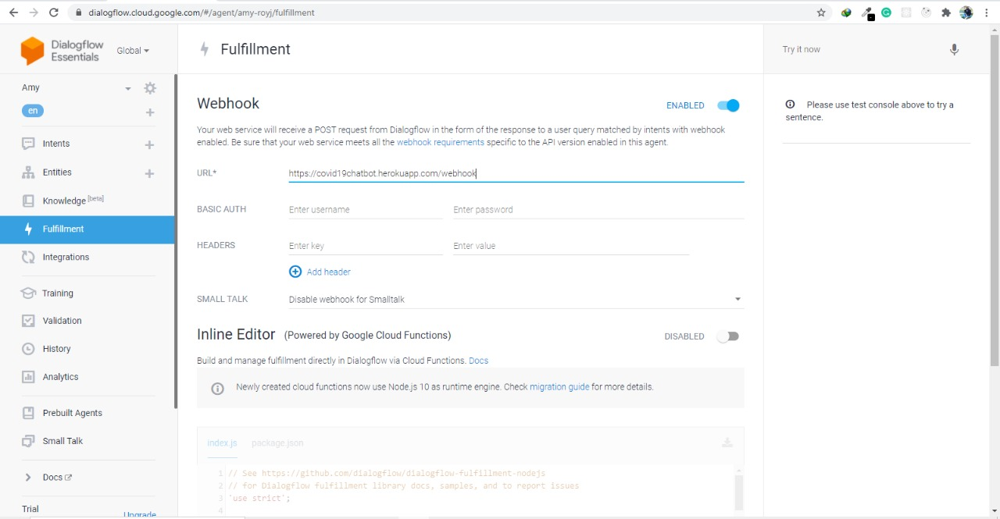 dialogflow.cloud.google.com/#/agent/amy-royj/fulfillment
Dialogflow
Essentials
Global
Amy
en
Intents
Entities
Knowledge [beta]
Fulfillment
Integrations
Training
Validation
History
Analytics
Prebuilt Agents
Small Talk
Docs
Trial
Upgrade
Fulfillment
Webhook
ENABLED
Your web service will receive a POST request from Dialogflow in the form of the response to a user query matched by intents with webhook
enabled. Be sure that your web service meets all the webhook requirements specific to the API version enabled in this agent.
URL*
https://covid19chatbot.herokuapp.com/webhook
BASIC AUTH
Enter username
Enter password
HEADERS
Enter key
Enter value
Add header
SMALL TALK
Disable webhook for Smalltalk
Inline Editor (Powered by Google Cloud Functions)
DISABLED
Build and manage fulfillment directly in Dialogflow via Cloud Functions. Docs
Newly created cloud functions now use Node.js 10 as runtime engine. Check migration guide for more details.
index.js
package.json
1 // See https://github.com/dialogflow/dialogflow-fulfillment-nodejs
2 // for Dialogflow fulfillment library docs, samples, and to report issues
3 'use strict';
4
Try it now
Please use test console above to try a
sentence.